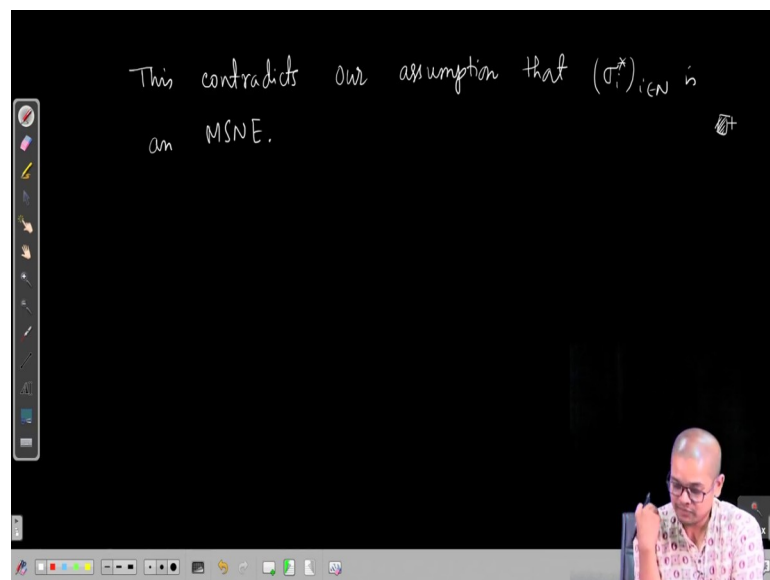 This contradicts our assumption that (σᵢ*)ᵢ∈N is
an MSNE.